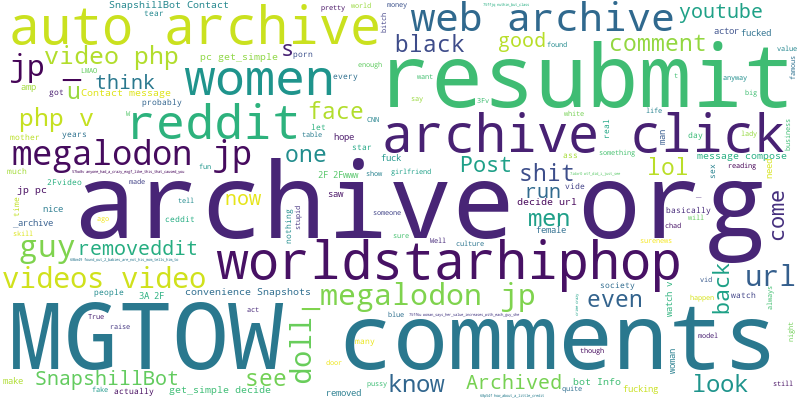 SnapshillBot Contact
tear
auto archive
web archive
youtube
pretty
world
bitch
money
actor
fucked
video php
s
pc get_simple
porn
black
good
comment
found
value
famous
jp _
think
women
LMAO
every
enough
resubmit
anyway
amp
u
Contact message
got
probably
want
say
3Fv
big
t
business
php v
reddit
face
CNN
white
life
mother
years
w
let
table
hope
archive click
real
man
day
lady
megalodon jp
one
star
fuck
Post
ass
something
message compose
much
fun
show
girlfriend
shit
lol
sex
reading
need
jp pc
2Fvideo
made
2F 2Fwww
saw
vide
run
decide url
archive org
_archive
nice
tell
now
someone
men
female
basically
come
_time
skill
ago
ceddit
nothing
stupid
chad
will
guy
removeddit
sure
Well
culture
worldstarhiphop
url
videos video
people
3A 2F
convenience Snapshots
_megalodon jp
society
even
back
vid
watch v
happen
watch
always
MGTOW
comments
True
raise
act
doll_
blue
many
door
though
woman
model
night
make
SnapshillBot
fake
actually
see
get_simple decide
removed
pussy
know
Archived
fucking
quite
bot Info
look
still